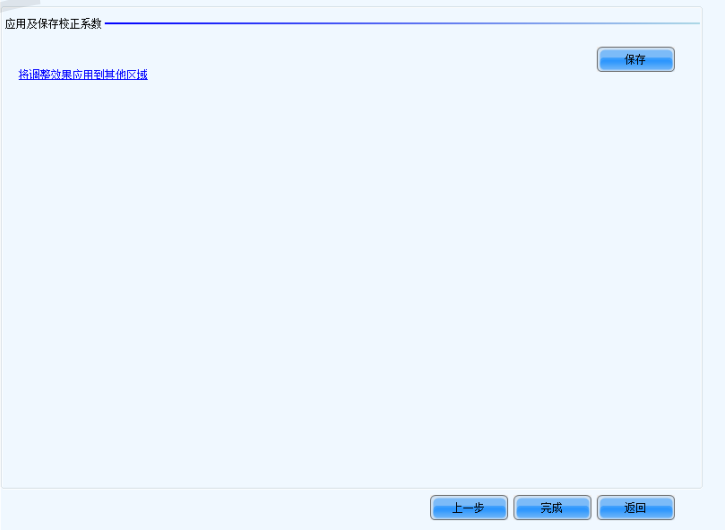 应用及保存校正系数
保存
将调整效果应用到其他区域
上一步
完成
返回